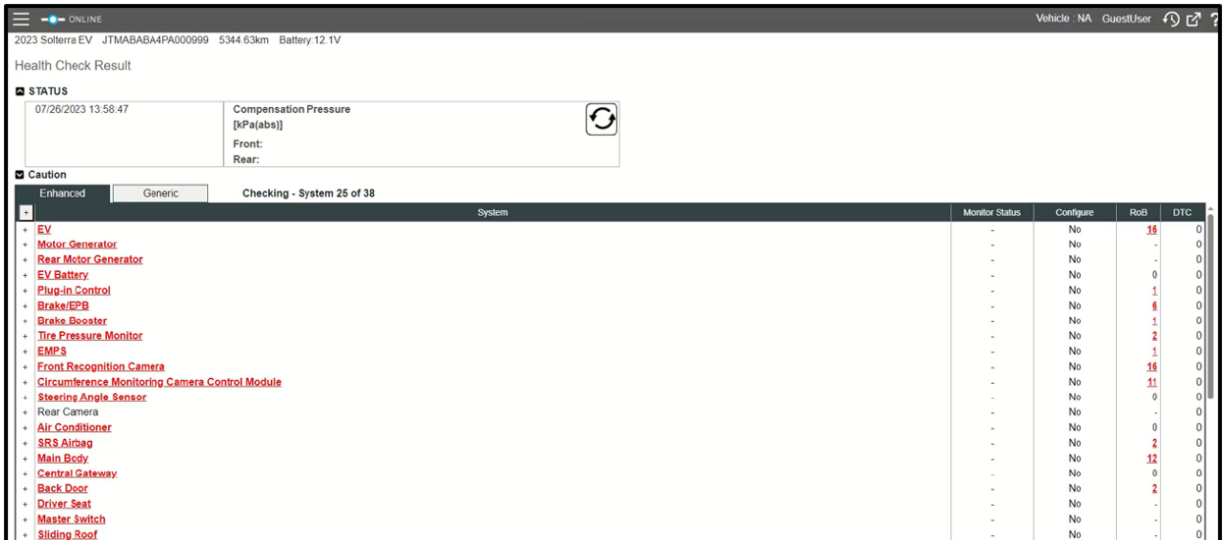 ONLINE Vehicle : NA GuestUser ?
2023 Solterra EV JTMABABA4PA000999 5344.63km Battery:12.1V
Health Check Result
STATUS
07/26/2023 13:58:47 Compensation Pressure
[kPa(abs)]
Front:
Rear:
Caution
Enhanced Generic Checking - System 25 of 38
+ System Monitor Status Configure RoB DTC
+ EV - No 16 0
+ Motor Generator - No - 0
+ Rear Motor Generator - No - 0
+ EV Battery - No 0 0
+ Plug-in Control - No 1 0
+ Brake/EPB - No 6 0
+ Brake Booster - No 1 0
+ Tire Pressure Monitor - No 2 0
+ EMPS - No 1 0
+ Front Recognition Camera - No 16 0
+ Circumference Monitoring Camera Control Module - No 11 0
+ Steering Angle Sensor - No 0 0
+ Rear Camera - No - 0
+ Air Conditioner - No 0 0
+ SRS Airbag - No 2 0
+ Main Body - No 12 0
+ Central Gateway - No 0 0
+ Back Door - No 2 0
+ Driver Seat - No - 0
+ Master Switch - No - 0
+ Sliding Roof - No - 0